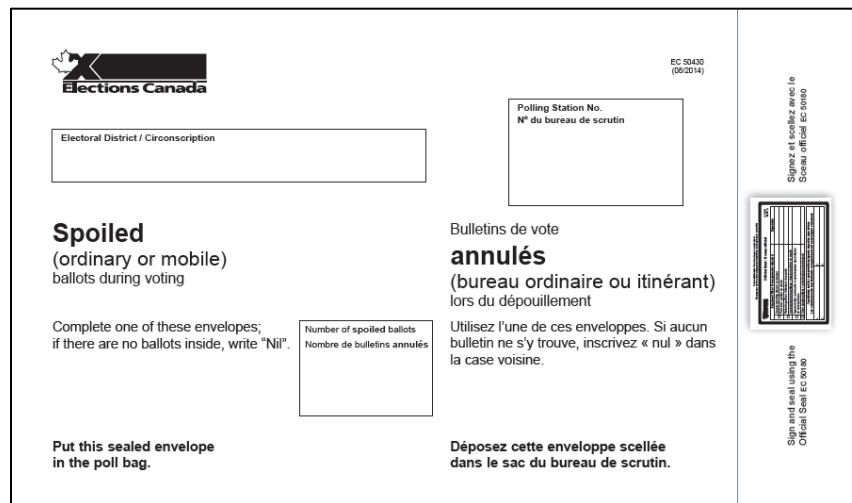 Elections Canada
EC 50430
(08/2014)
Electoral District / Circonscription
Polling Station No.
Nº du bureau de scrutin
Spoiled
(ordinary or mobile)
ballots during voting
Bulletins de vote
annulés
(bureau ordinaire ou itinérant)
lors du dépouillement
Complete one of these envelopes;
if there are no ballots inside, write “Nil”.
Number of spoiled ballots
Nombre de bulletins annulés
Utilisez l’une de ces enveloppes. Si aucun
bulletin ne s’y trouve, inscrivez « nul » dans
la case voisine.
Put this sealed envelope
in the poll bag.
Déposez cette enveloppe scellée
dans le sac du bureau de scrutin.
Signez et scellez avec le
Sceau officiel EC 50180
Sign and seal using the
Official Seal EC 50180